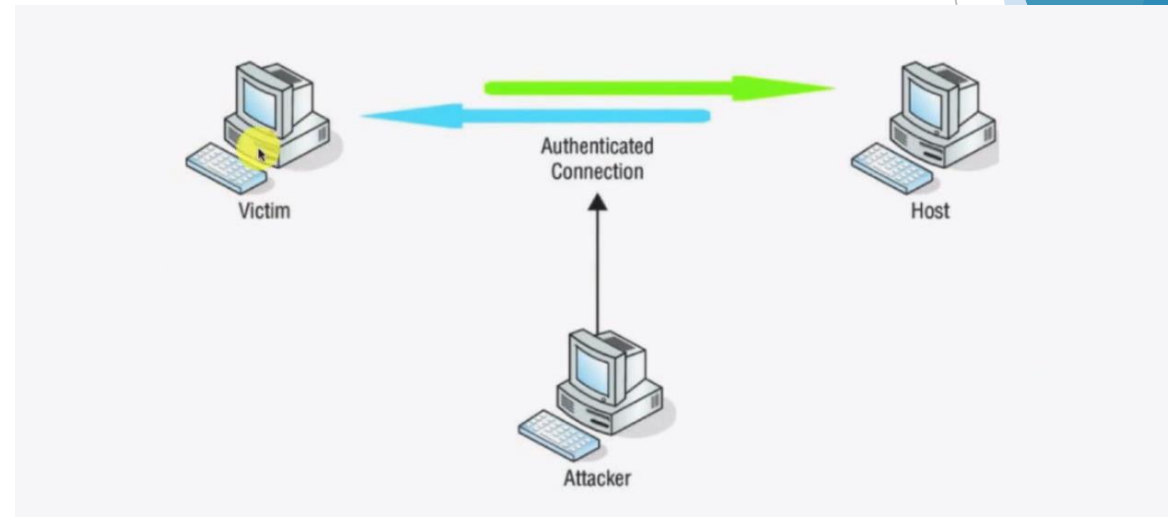 Authenticated
Connection
Victim
Host
Attacker